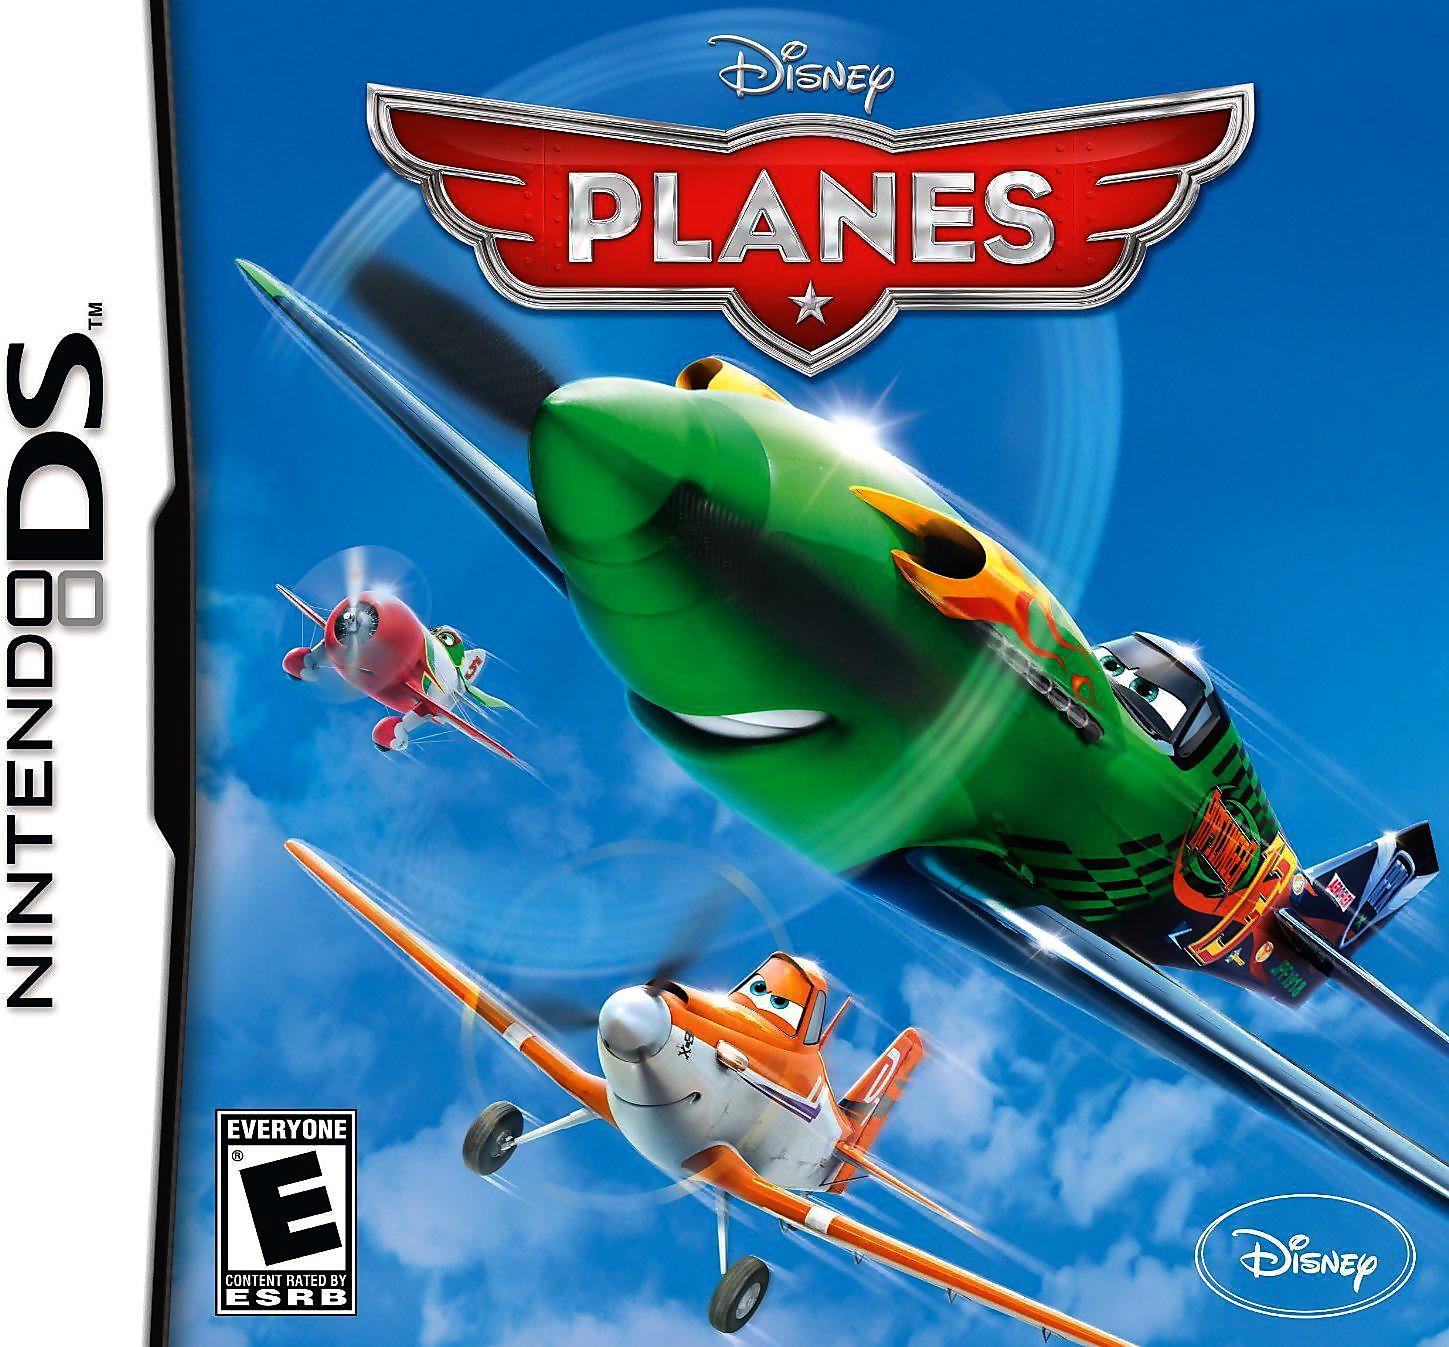 NINTENDO DS™
DISNEY
PLANES
EVERYONE
E®
CONTENT RATED BY
ESRB
DISNEY